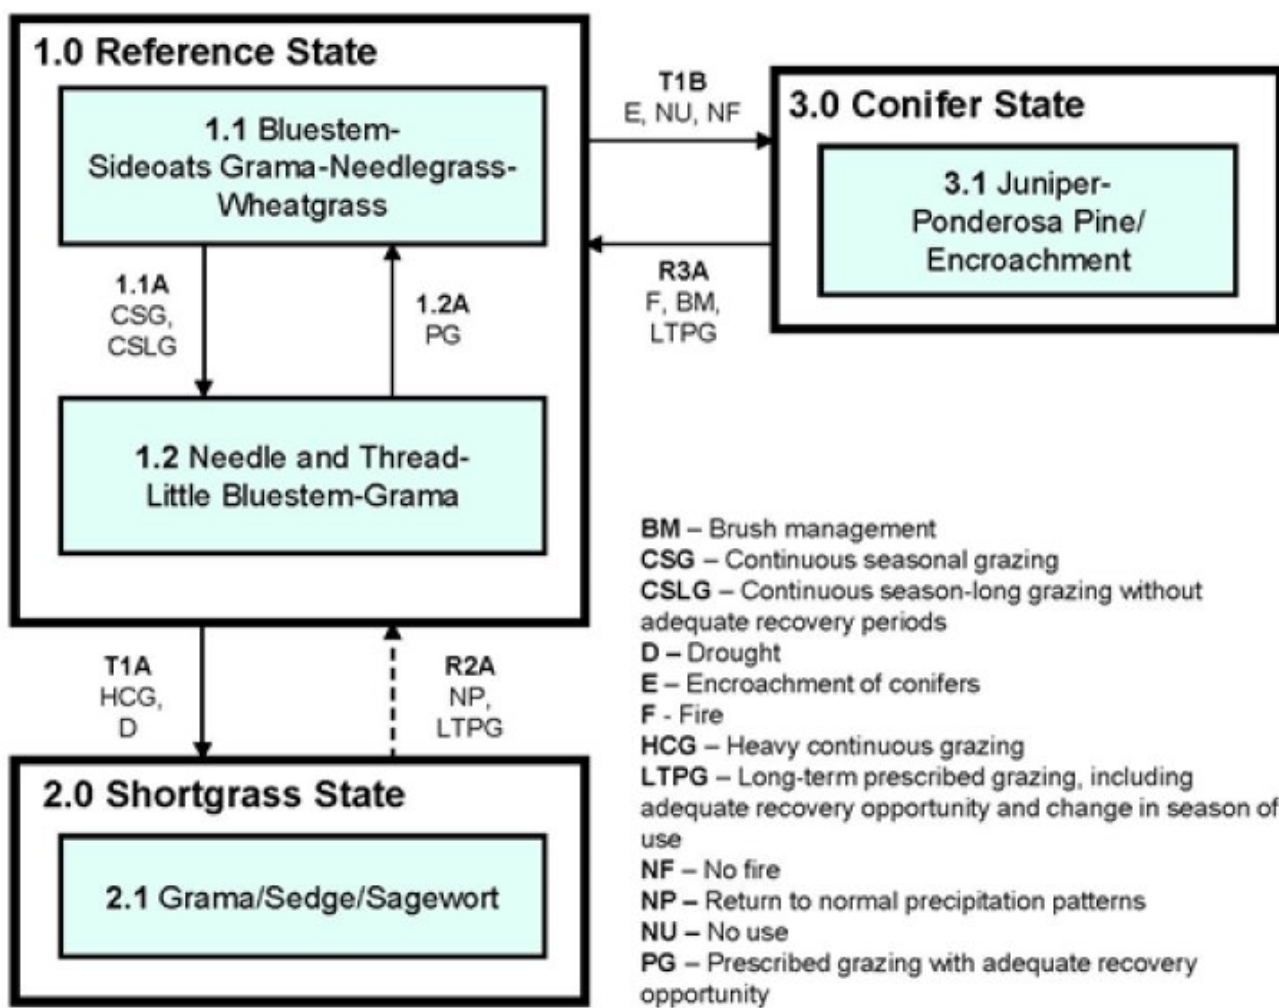 1.0 Reference State
1.1 Bluestem-
Sideoats Grama-Needlegrass-
Wheatgrass
1.1A
CSG,
CSLG
1.2A
PG
1.2 Needle and Thread-
Little Bluestem-Grama
T1B
E, NU, NF
R3A
F, BM,
LTPG
3.0 Conifer State
3.1 Juniper-
Ponderosa Pine/
Encroachment
T1A
HCG,
D
R2A
NP,
LTPG
2.0 Shortgrass State
2.1 Grama/Sedge/Sagewort
BM – Brush management
CSG – Continuous seasonal grazing
CSLG – Continuous season-long grazing without
adequate recovery periods
D – Drought
E – Encroachment of conifers
F - Fire
HCG – Heavy continuous grazing
LTPG – Long-term prescribed grazing, including
adequate recovery opportunity and change in season of
use
NF – No fire
NP – Return to normal precipitation patterns
NU – No use
PG – Prescribed grazing with adequate recovery
opportunity